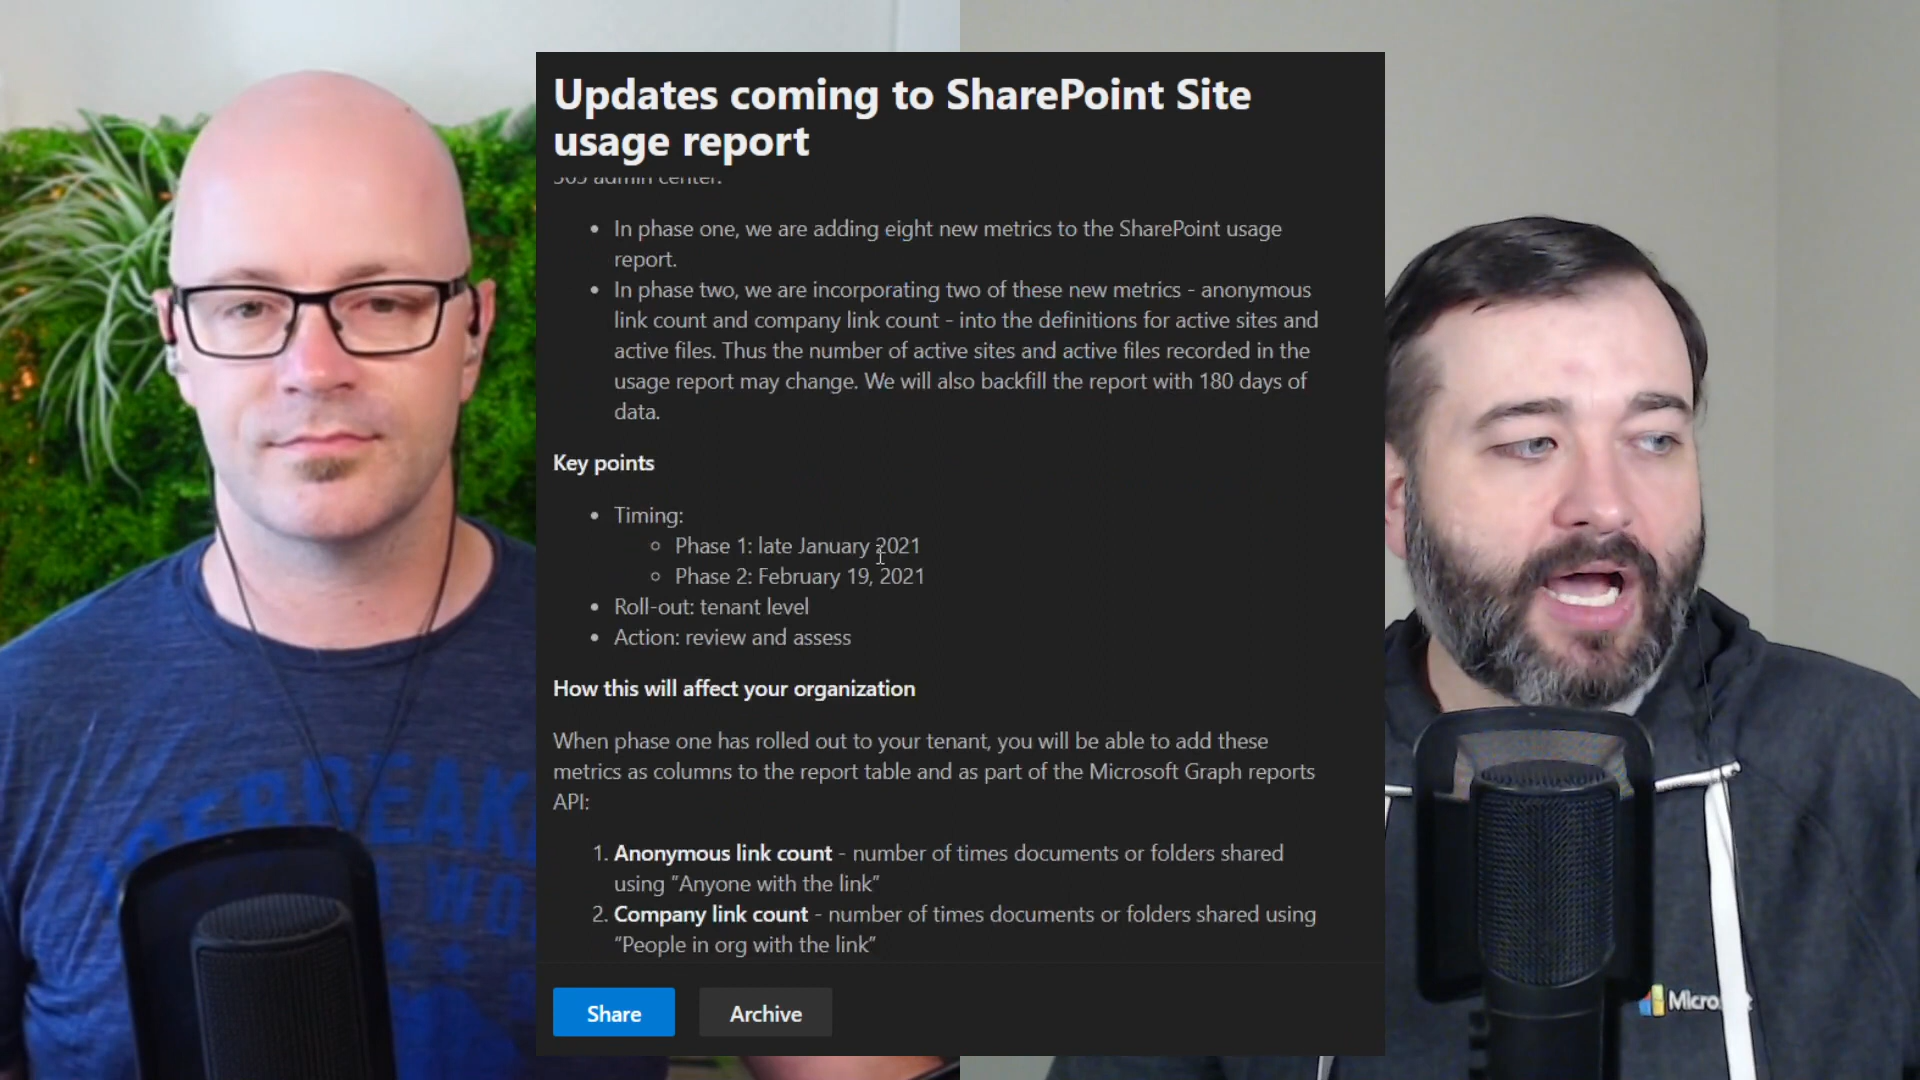 Updates coming to SharePoint Site
usage report
365 admin center.
• In phase one, we are adding eight new metrics to the SharePoint usage
report.
• In phase two, we are incorporating two of these new metrics - anonymous
link count and company link count - into the definitions for active sites and
active files. Thus the number of active sites and active files recorded in the
usage report may change. We will also backfill the report with 180 days of
data.
Key points
• Timing:
○ Phase 1: late January 2021
○ Phase 2: February 19, 2021
• Roll-out: tenant level
• Action: review and assess
How this will affect your organization
When phase one has rolled out to your tenant, you will be able to add these
metrics as columns to the report table and as part of the Microsoft Graph reports
API:
1. Anonymous link count - number of times documents or folders shared
using “Anyone with the link”
2. Company link count - number of times documents or folders shared using
“People in org with the link”
Share Archive